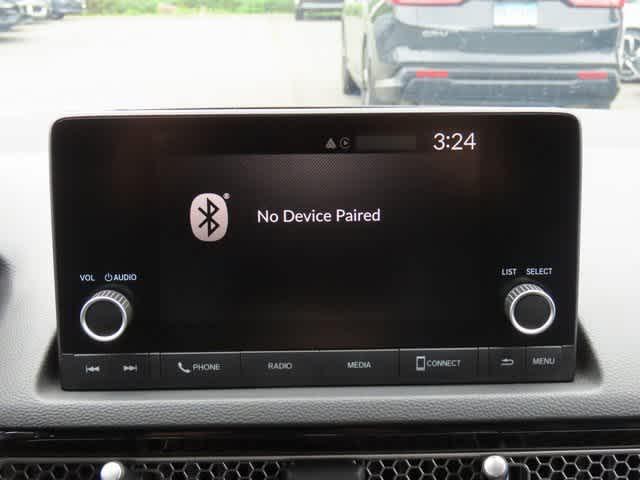 3:24
®
No Device Paired
VOL AUDIO
LIST SELECT
PHONE RADIO MEDIA CONNECT MENU